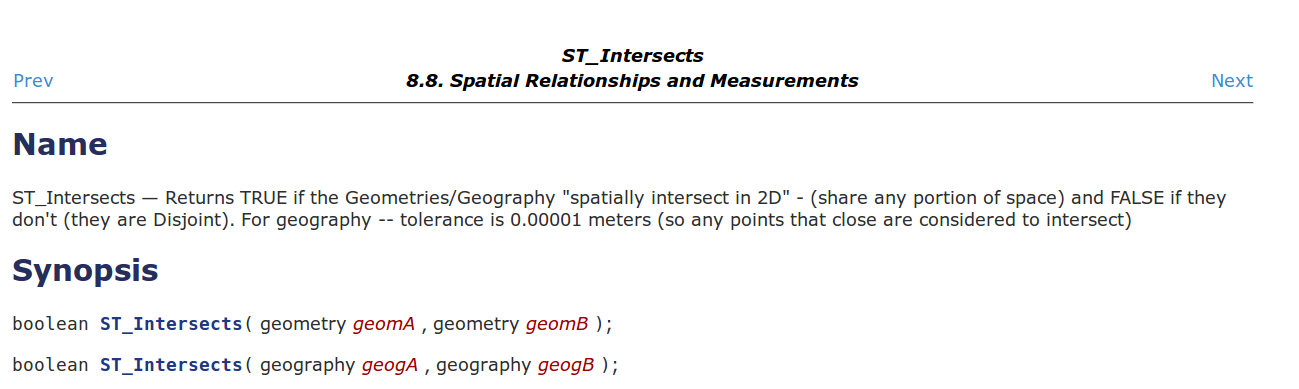 ST_Intersects
Prev 8.8. Spatial Relationships and Measurements Next
Name
ST_Intersects — Returns TRUE if the Geometries/Geography "spatially intersect in 2D" - (share any portion of space) and FALSE if they
don't (they are Disjoint). For geography -- tolerance is 0.00001 meters (so any points that close are considered to intersect)
Synopsis
boolean ST_Intersects( geometry geomA , geometry geomB );
boolean ST_Intersects( geography geogA , geography geogB );